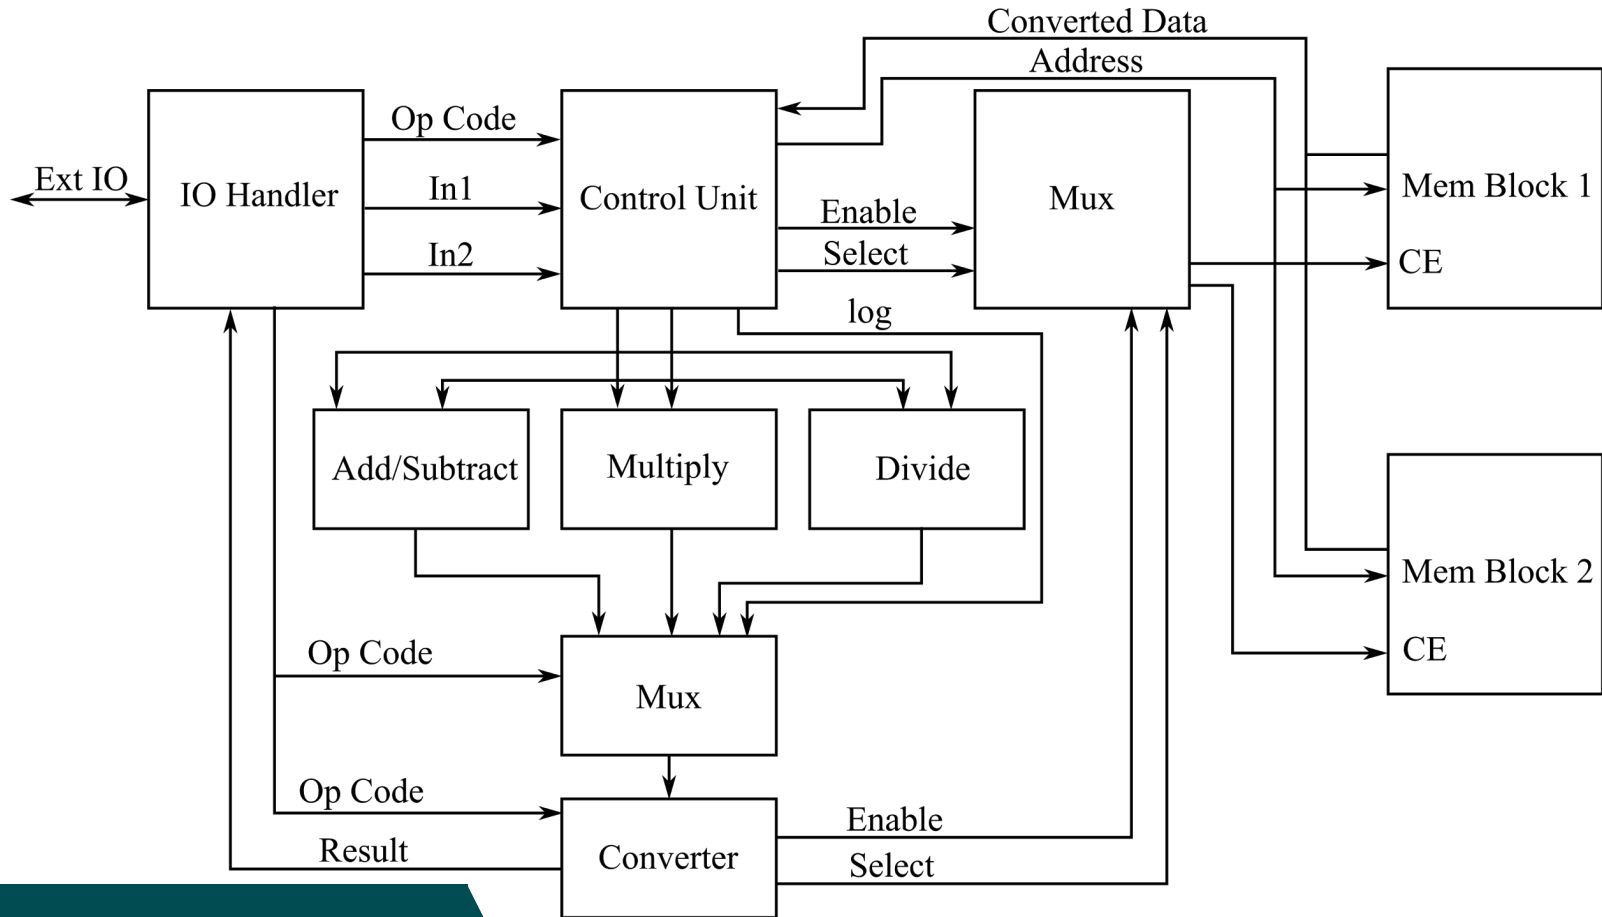 Converted Data
Address
Op Code
Ext IO
IO Handler
In1
Control Unit
Enable
Mux
Mem Block 1
In2
Select
CE
log
Add/Subtract
Multiply
Divide
Mem Block 2
Op Code
CE
Mux
Op Code
Enable
Result
Converter
Select